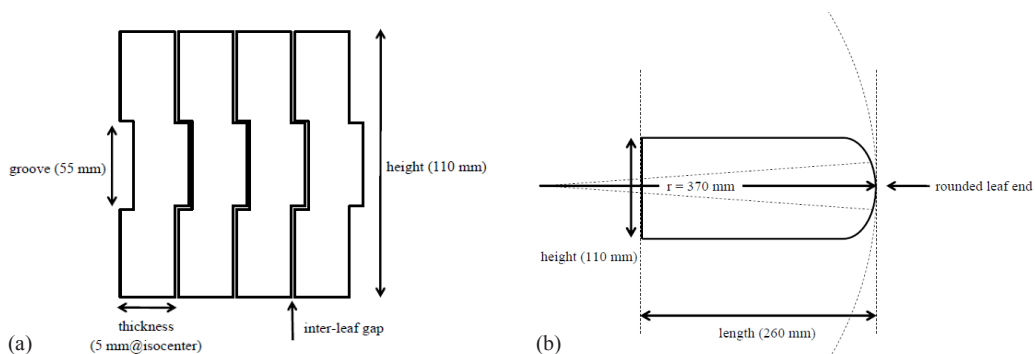 groove (55 mm)
height (110 mm)
thickness
(5 mm@isocenter)
inter-leaf gap
(a)
r = 370 mm
rounded leaf end
height (110 mm)
length (260 mm)
(b)